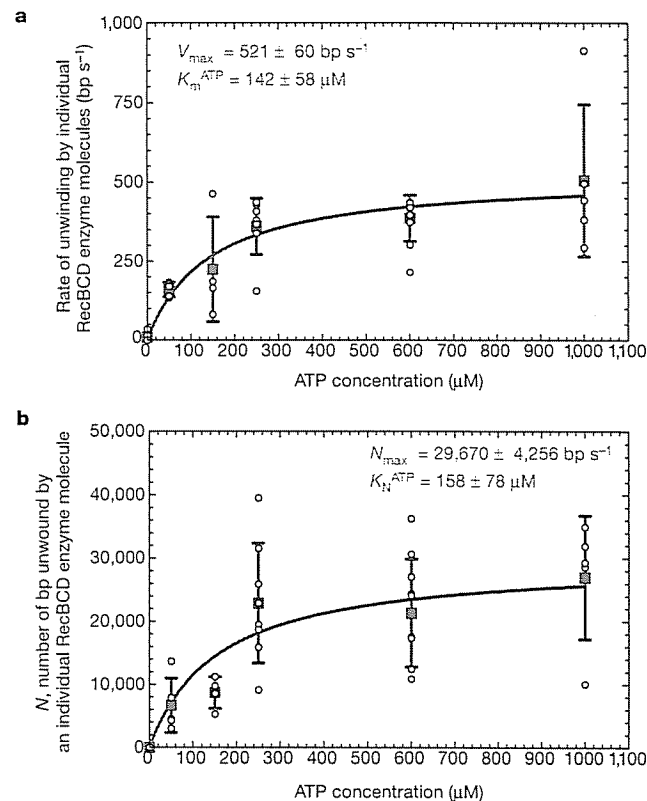 a
Rate of unwinding by individual
RecBCD enzyme molecules (bp s⁻¹)
1,000
750
500
250
0
V_max = 521 ± 60 bp s⁻¹
K_m^ATP = 142 ± 58 μM
0 100 200 300 400 500 600 700 800 900 1000 1,100
ATP concentration (μM)
b
N, number of bp unwound by
an individual RecBCD enzyme molecule
50,000
40,000
30,000
20,000
10,000
0
N_max = 29,670 ± 4,256 bp s⁻¹
K_N^ATP = 158 ± 78 μM
0 100 200 300 400 500 600 700 800 900 1000 1,100
ATP concentration (μM)